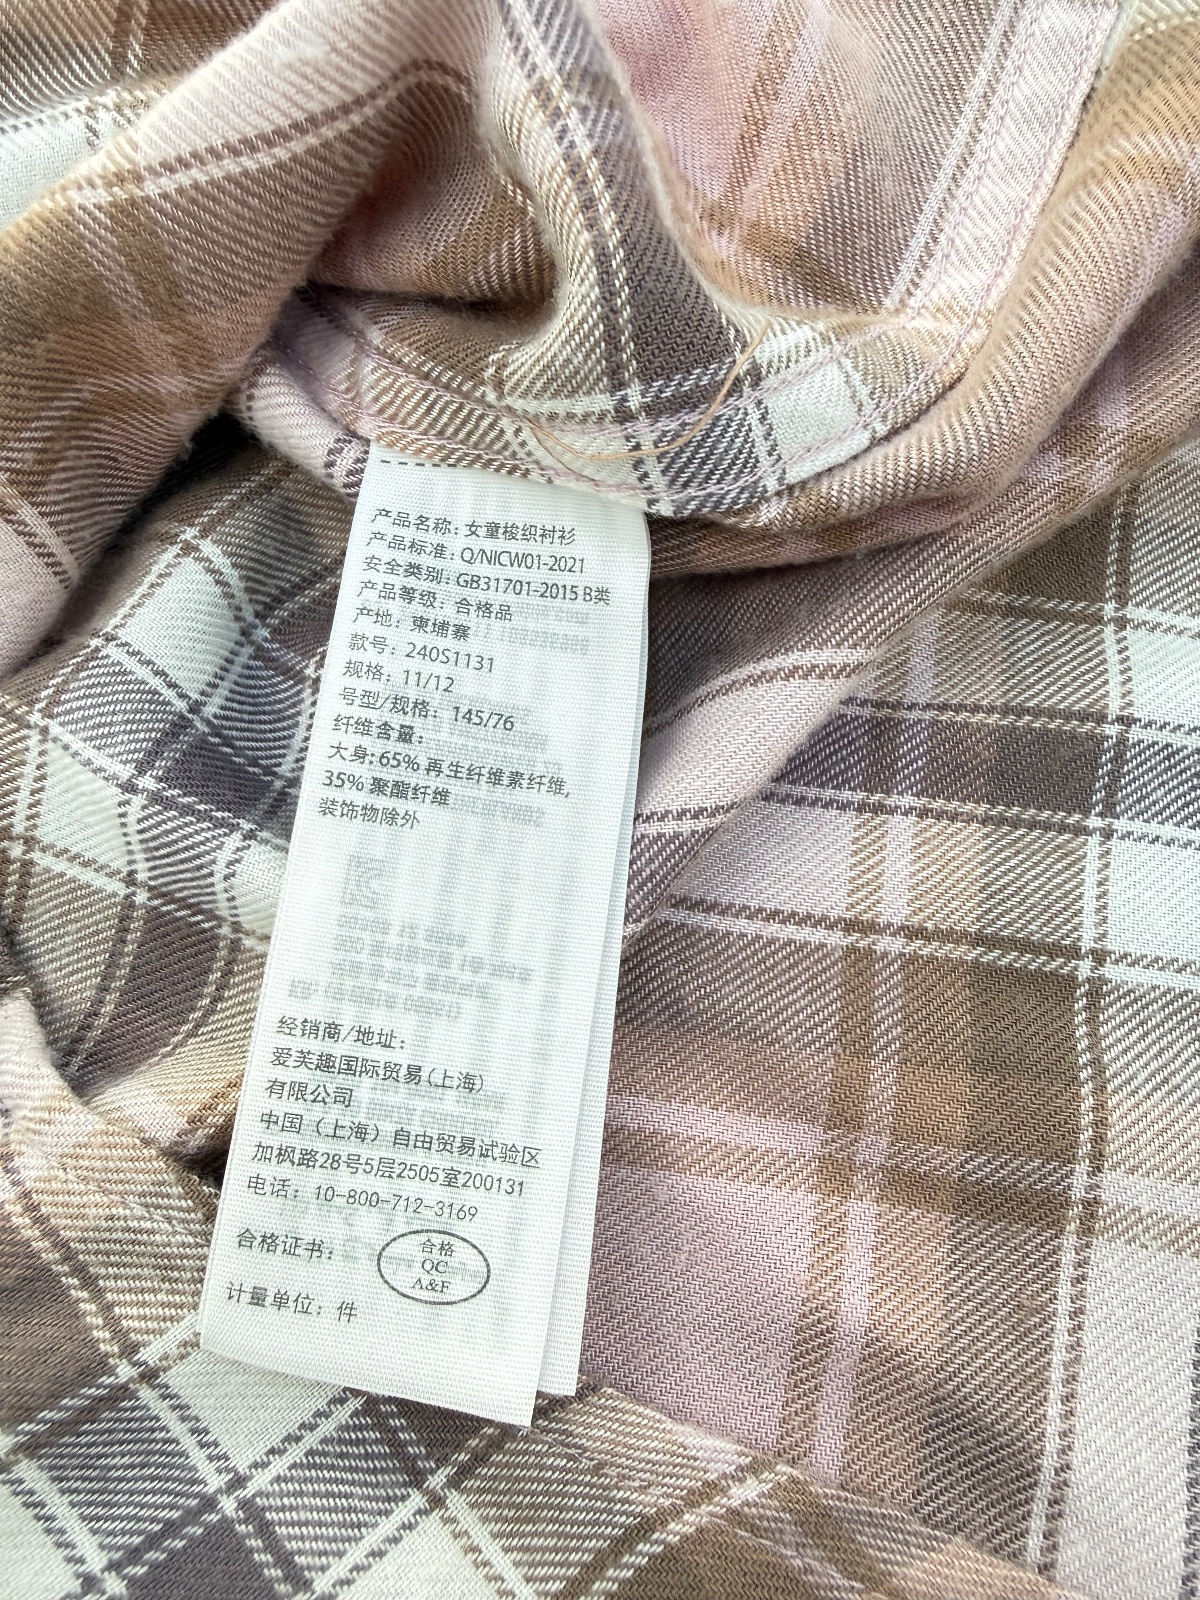 产品名称: 女童梭织衬衫
产品标准: Q/NICW01-2021
安全类别: GB31701-2015 B类
产品等级: 合格品
产地: 柬埔寨
款号: 240S1131
规格: 11/12
号型/规格: 145/76
纤维含量:
大身: 65% 再生纤维素纤维,
35% 聚酯纤维
装饰物除外
经销商/地址:
爱芙趣国际贸易(上海)
有限公司
中国（上海）自由贸易试验区
加枫路28号5层2505室200131
电话: 10-800-712-3169
合格证书:
合格
QC
A&F
计量单位: 件